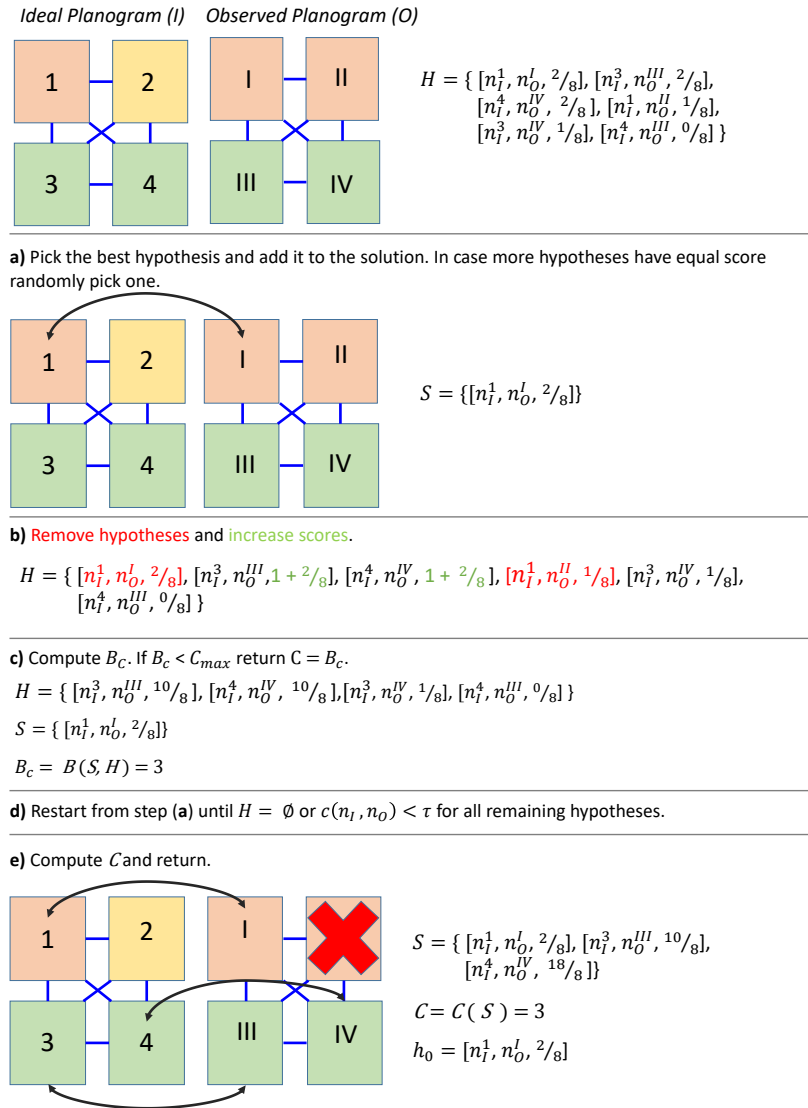 Ideal Planogram (I) Observed Planogram (O)
1 2 I II
3 4 III IV
H = { [n_I^1, n_O^I, 2/8], [n_I^3, n_O^III, 2/8],
[n_I^4, n_O^IV, 2/8], [n_I^1, n_O^II, 1/8],
[n_I^3, n_O^IV, 1/8], [n_I^4, n_O^III, 0/8] }
a) Pick the best hypothesis and add it to the solution. In case more hypotheses have equal score
randomly pick one.
1 2 I II
3 4 III IV
S = {[n_I^1, n_O^I, 2/8]}
b) Remove hypotheses and increase scores.
H = { [n_I^1, n_O^I, 2/8], [n_I^3, n_O^III, 1 + 2/8], [n_I^4, n_O^IV, 1 + 2/8 ], [n_I^1, n_O^II, 1/8], [n_I^3, n_O^IV, 1/8],
[n_I^4, n_O^III, 0/8] }
c) Compute B_C. If B_c < C_max return C = B_c.
H = { [n_I^3, n_O^III, 10/8], [n_I^4, n_O^IV, 10/8],[n_I^3, n_O^IV, 1/8], [n_I^4, n_O^III, 0/8] }
S = { [n_I^1, n_O^I, 2/8]}
B_c = B(S, H) = 3
d) Restart from step (a) until H = ∅ or c(n_I, n_O) < τ for all remaining hypotheses.
e) Compute C and return.
1 2 I
3 4 III IV
S = { [n_I^1, n_O^I, 2/8], [n_I^3, n_O^III, 10/8],
[n_I^4, n_O^IV, 18/8 ]}
C = C( S ) = 3
h_0 = [n_I^1, n_O^I, 2/8]